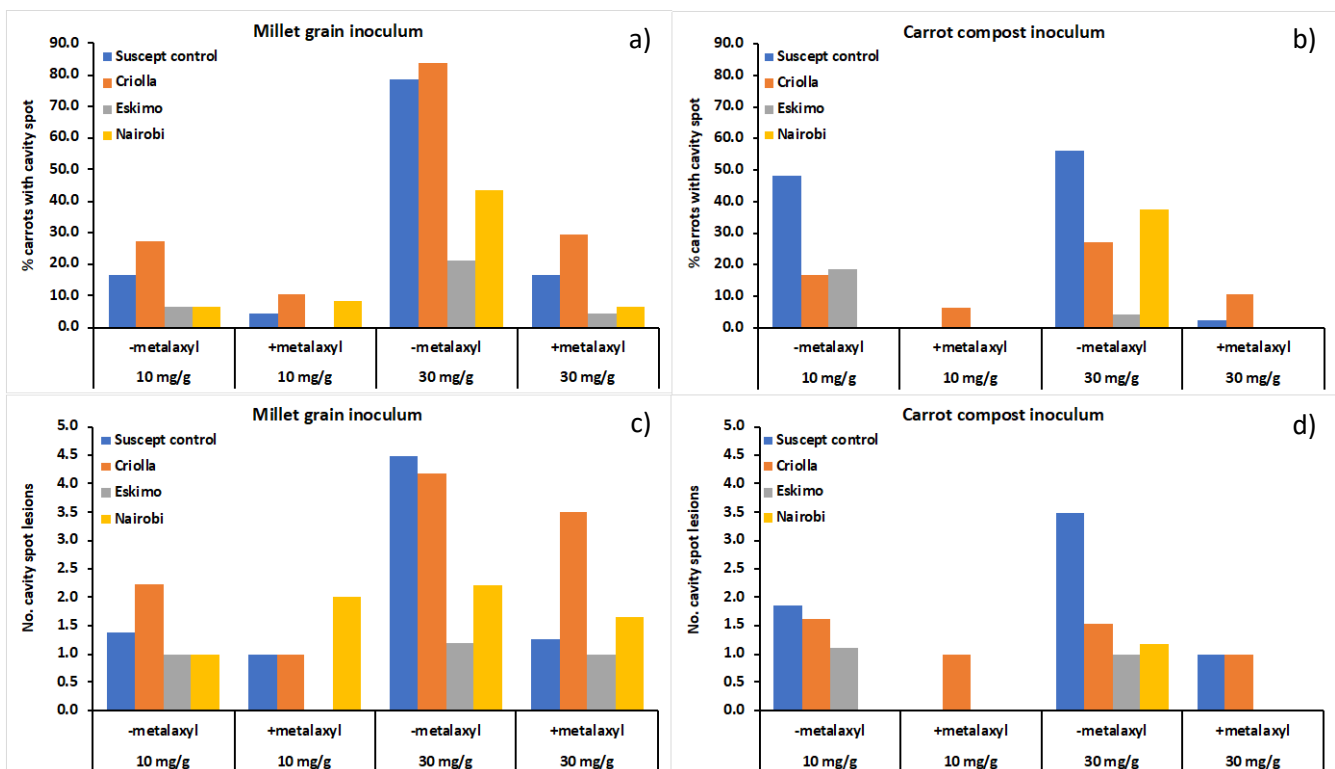 Millet grain inoculum
a)
90.0
80.0
70.0
60.0
50.0
40.0
30.0
20.0
10.0
0.0
% carrots with cavity spot
Suscept control
Criolla
Eskimo
Nairobi
-metalaxyl
+metalaxyl
-metalaxyl
+metalaxyl
10 mg/g
10 mg/g
30 mg/g
30 mg/g
Carrot compost inoculum
b)
90.0
80.0
70.0
60.0
50.0
40.0
30.0
20.0
10.0
0.0
% carrots with cavity spot
Suscept control
Criolla
Eskimo
Nairobi
-metalaxyl
+metalaxyl
-metalaxyl
+metalaxyl
10 mg/g
10 mg/g
30 mg/g
30 mg/g
Millet grain inoculum
c)
5.0
4.5
4.0
3.5
3.0
2.5
2.0
1.5
1.0
0.5
0.0
No. cavity spot lesions
Suscept control
Criolla
Eskimo
Nairobi
-metalaxyl
+metalaxyl
-metalaxyl
+metalaxyl
10 mg/g
10 mg/g
30 mg/g
30 mg/g
Carrot compost inoculum
d)
5.0
4.5
4.0
3.5
3.0
2.5
2.0
1.5
1.0
0.5
0.0
No. cavity spot lesions
Suscept control
Criolla
Eskimo
Nairobi
-metalaxyl
+metalaxyl
-metalaxyl
+metalaxyl
10 mg/g
10 mg/g
30 mg/g
30 mg/g